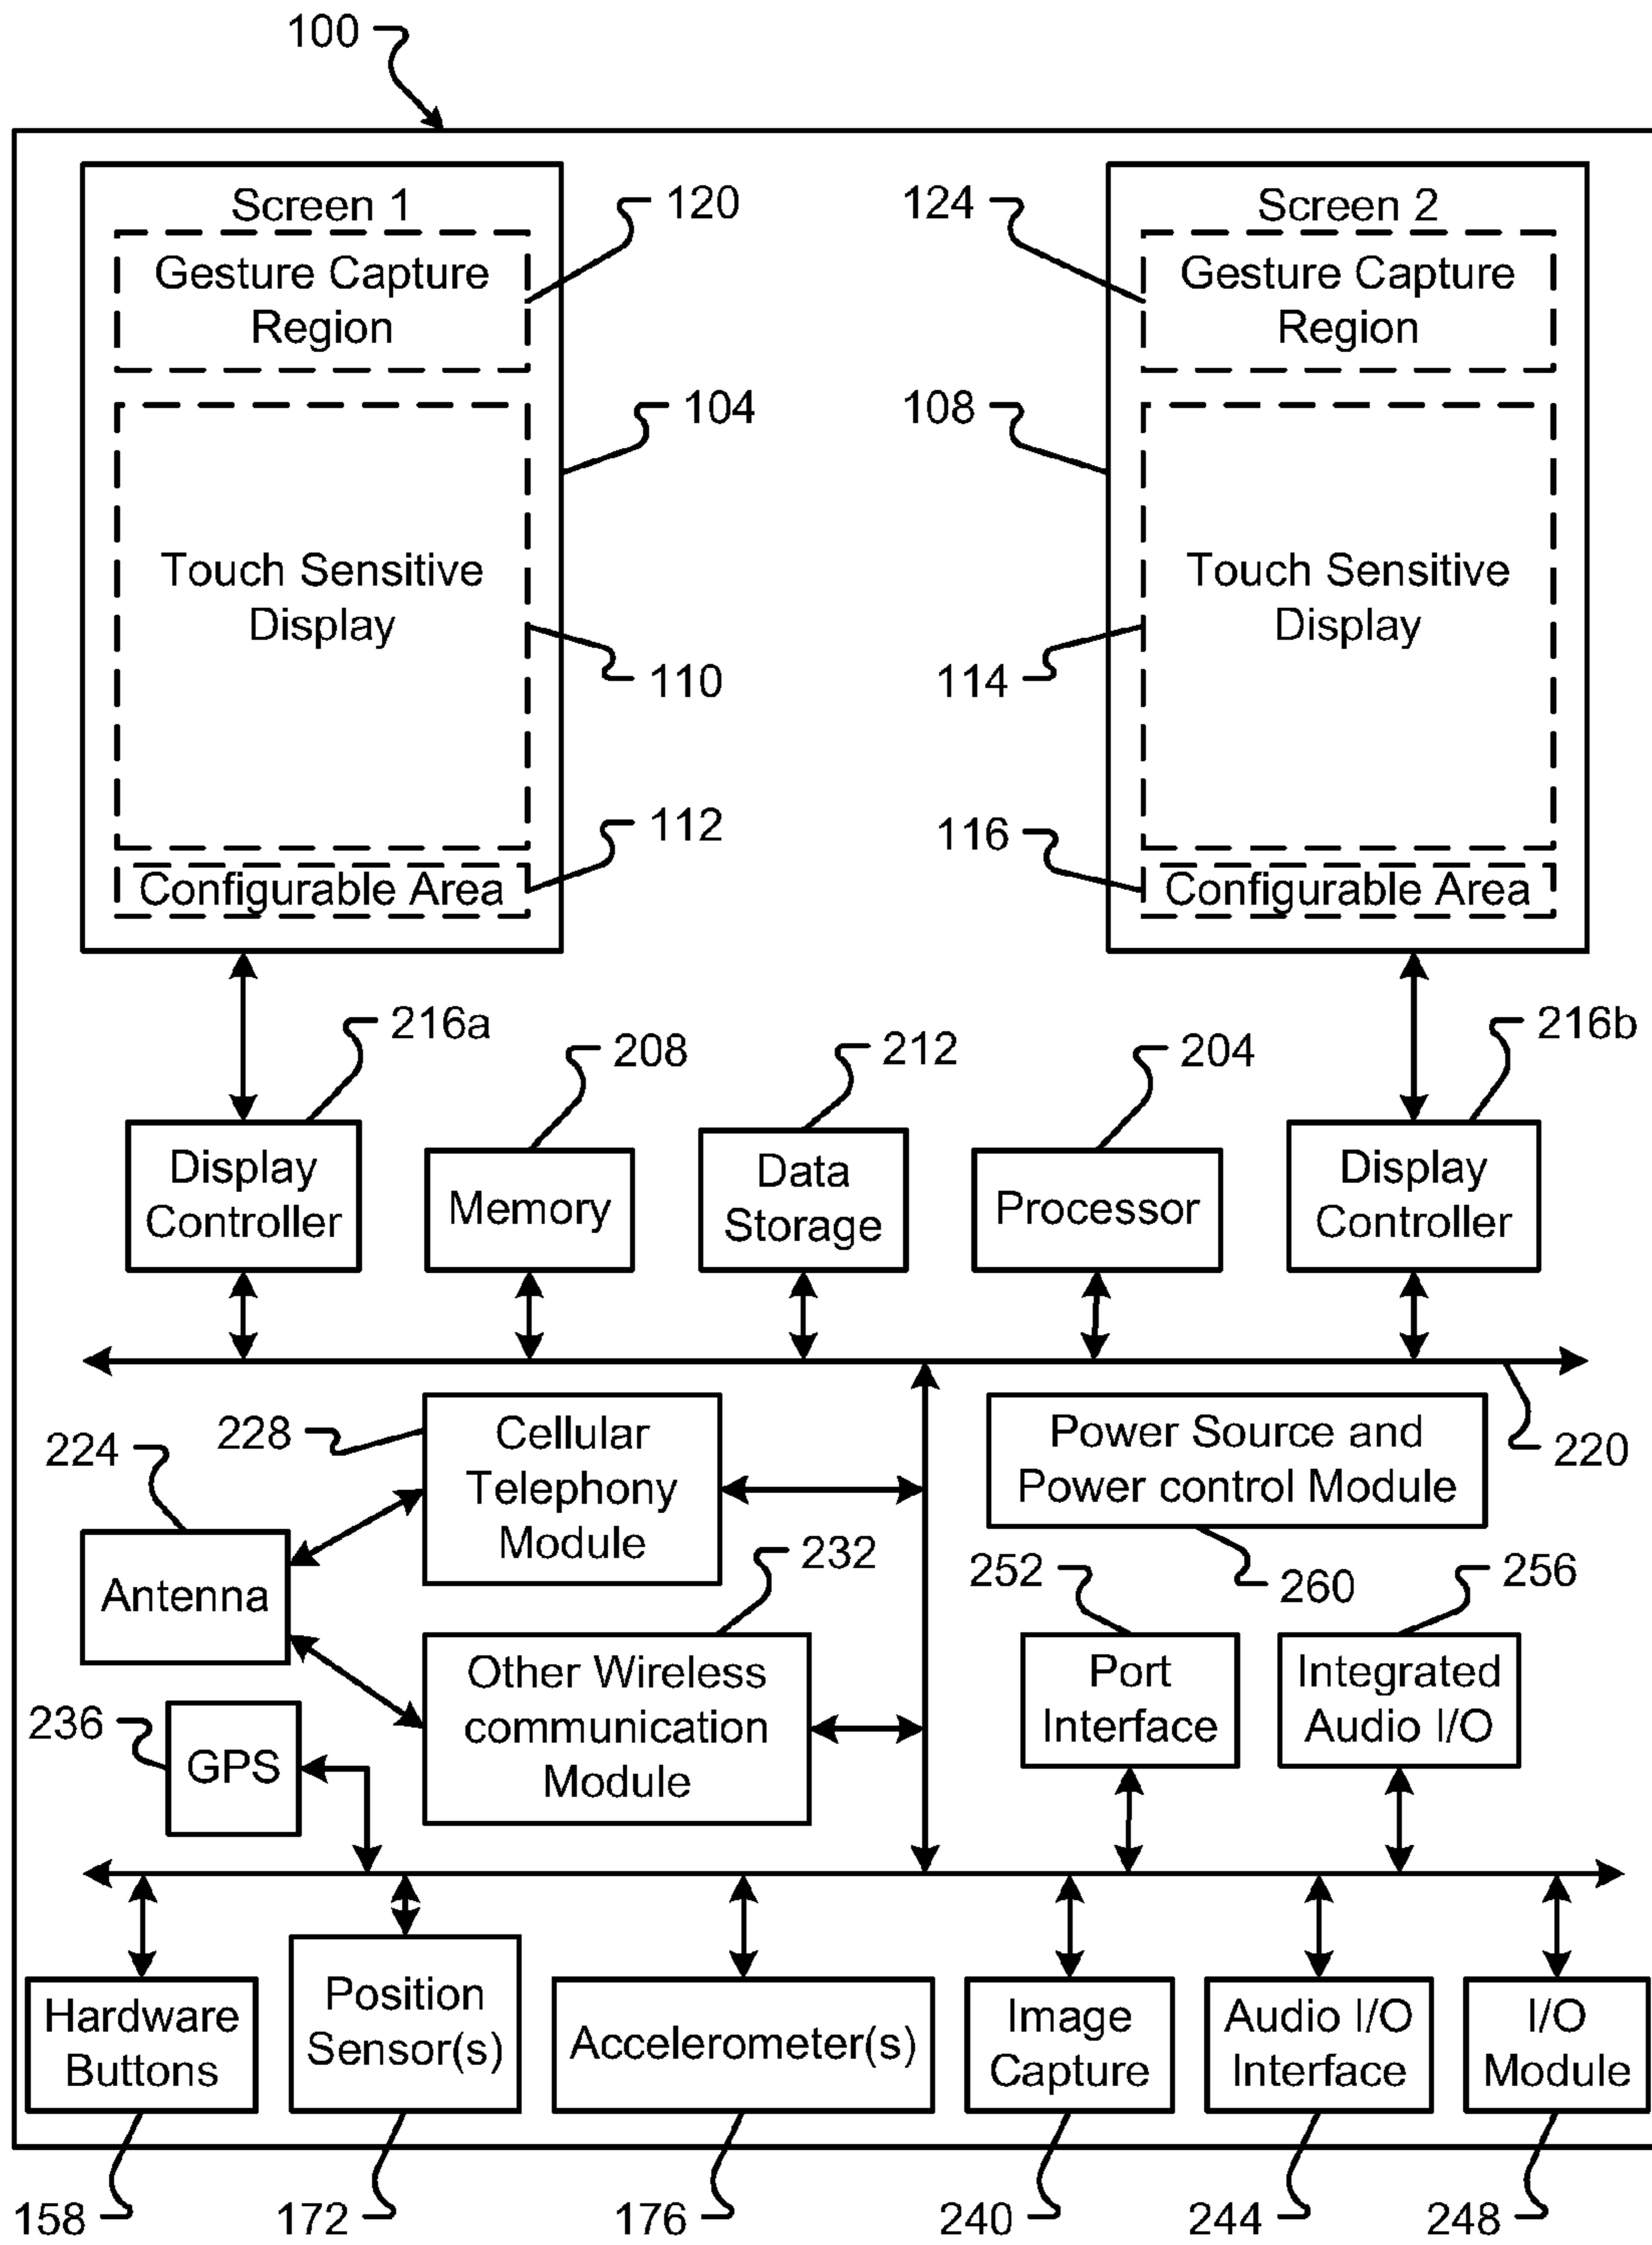 100
Screen 1
120
124
Screen 2
Gesture Capture
Region
Gesture Capture
Region
104
108
Touch Sensitive
Display
Touch Sensitive
Display
110
114
112
116
Configurable Area
Configurable Area
216a
208
212
204
216b
Display
Controller
Memory
Data
Storage
Processor
Display
Controller
228
Cellular
Telephony
Module
Power Source and
Power control Module
220
224
Antenna
232
252
260
256
Other Wireless
communication
Module
Port
Interface
Integrated
Audio I/O
236
GPS
Hardware
Buttons
Position
Sensor(s)
Accelerometer(s)
Image
Capture
Audio I/O
Interface
I/O
Module
158
172
176
240
244
248